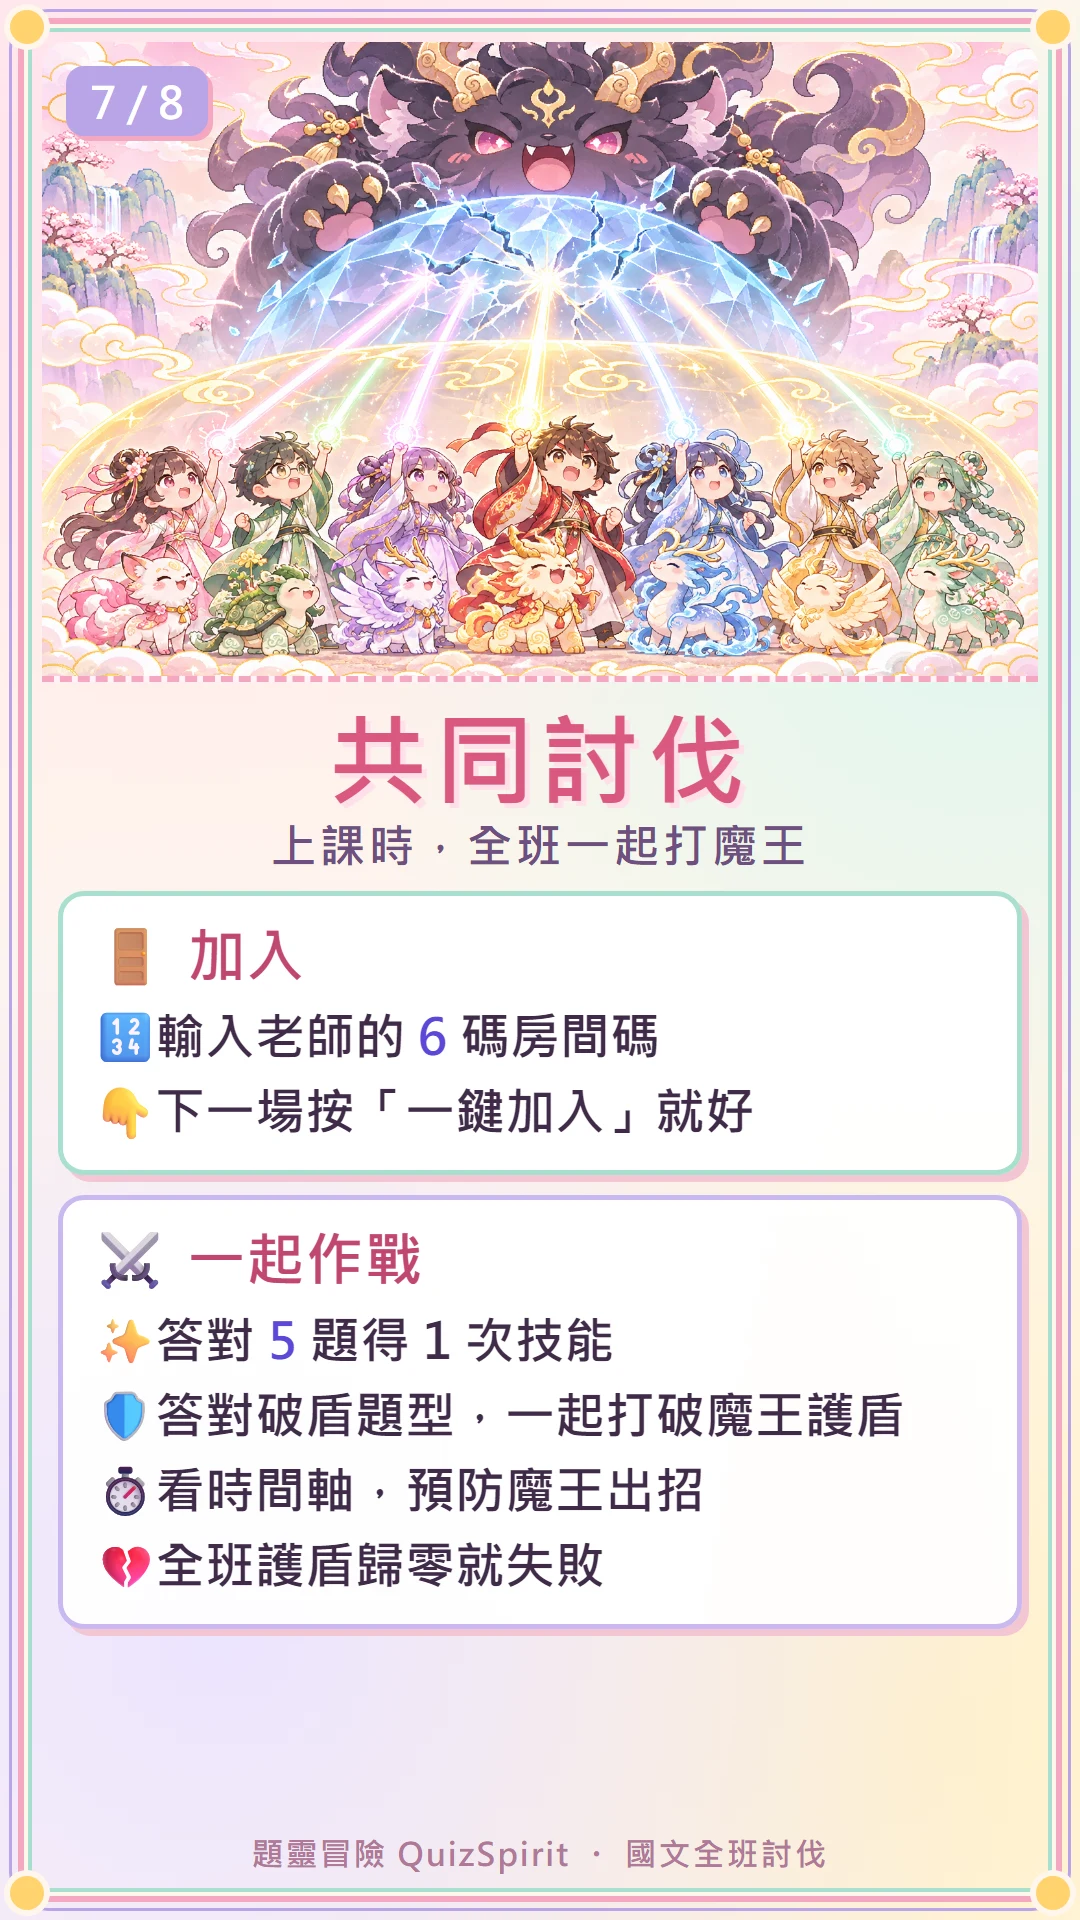 7/8
共同討伐
上課時，全班一起打魔王
🚪 加入
🔢輸入老師的 6 碼房間碼
👇下一場按「一鍵加入」就好
⚔️ 一起作戰
✨答對 5 題得 1 次技能
🛡️答對破盾題型，一起打破魔王護盾
⏱️看時間軸，預防魔王出招
💔全班護盾歸零就失敗
題靈冒險 QuizSpirit · 國文全班討伐